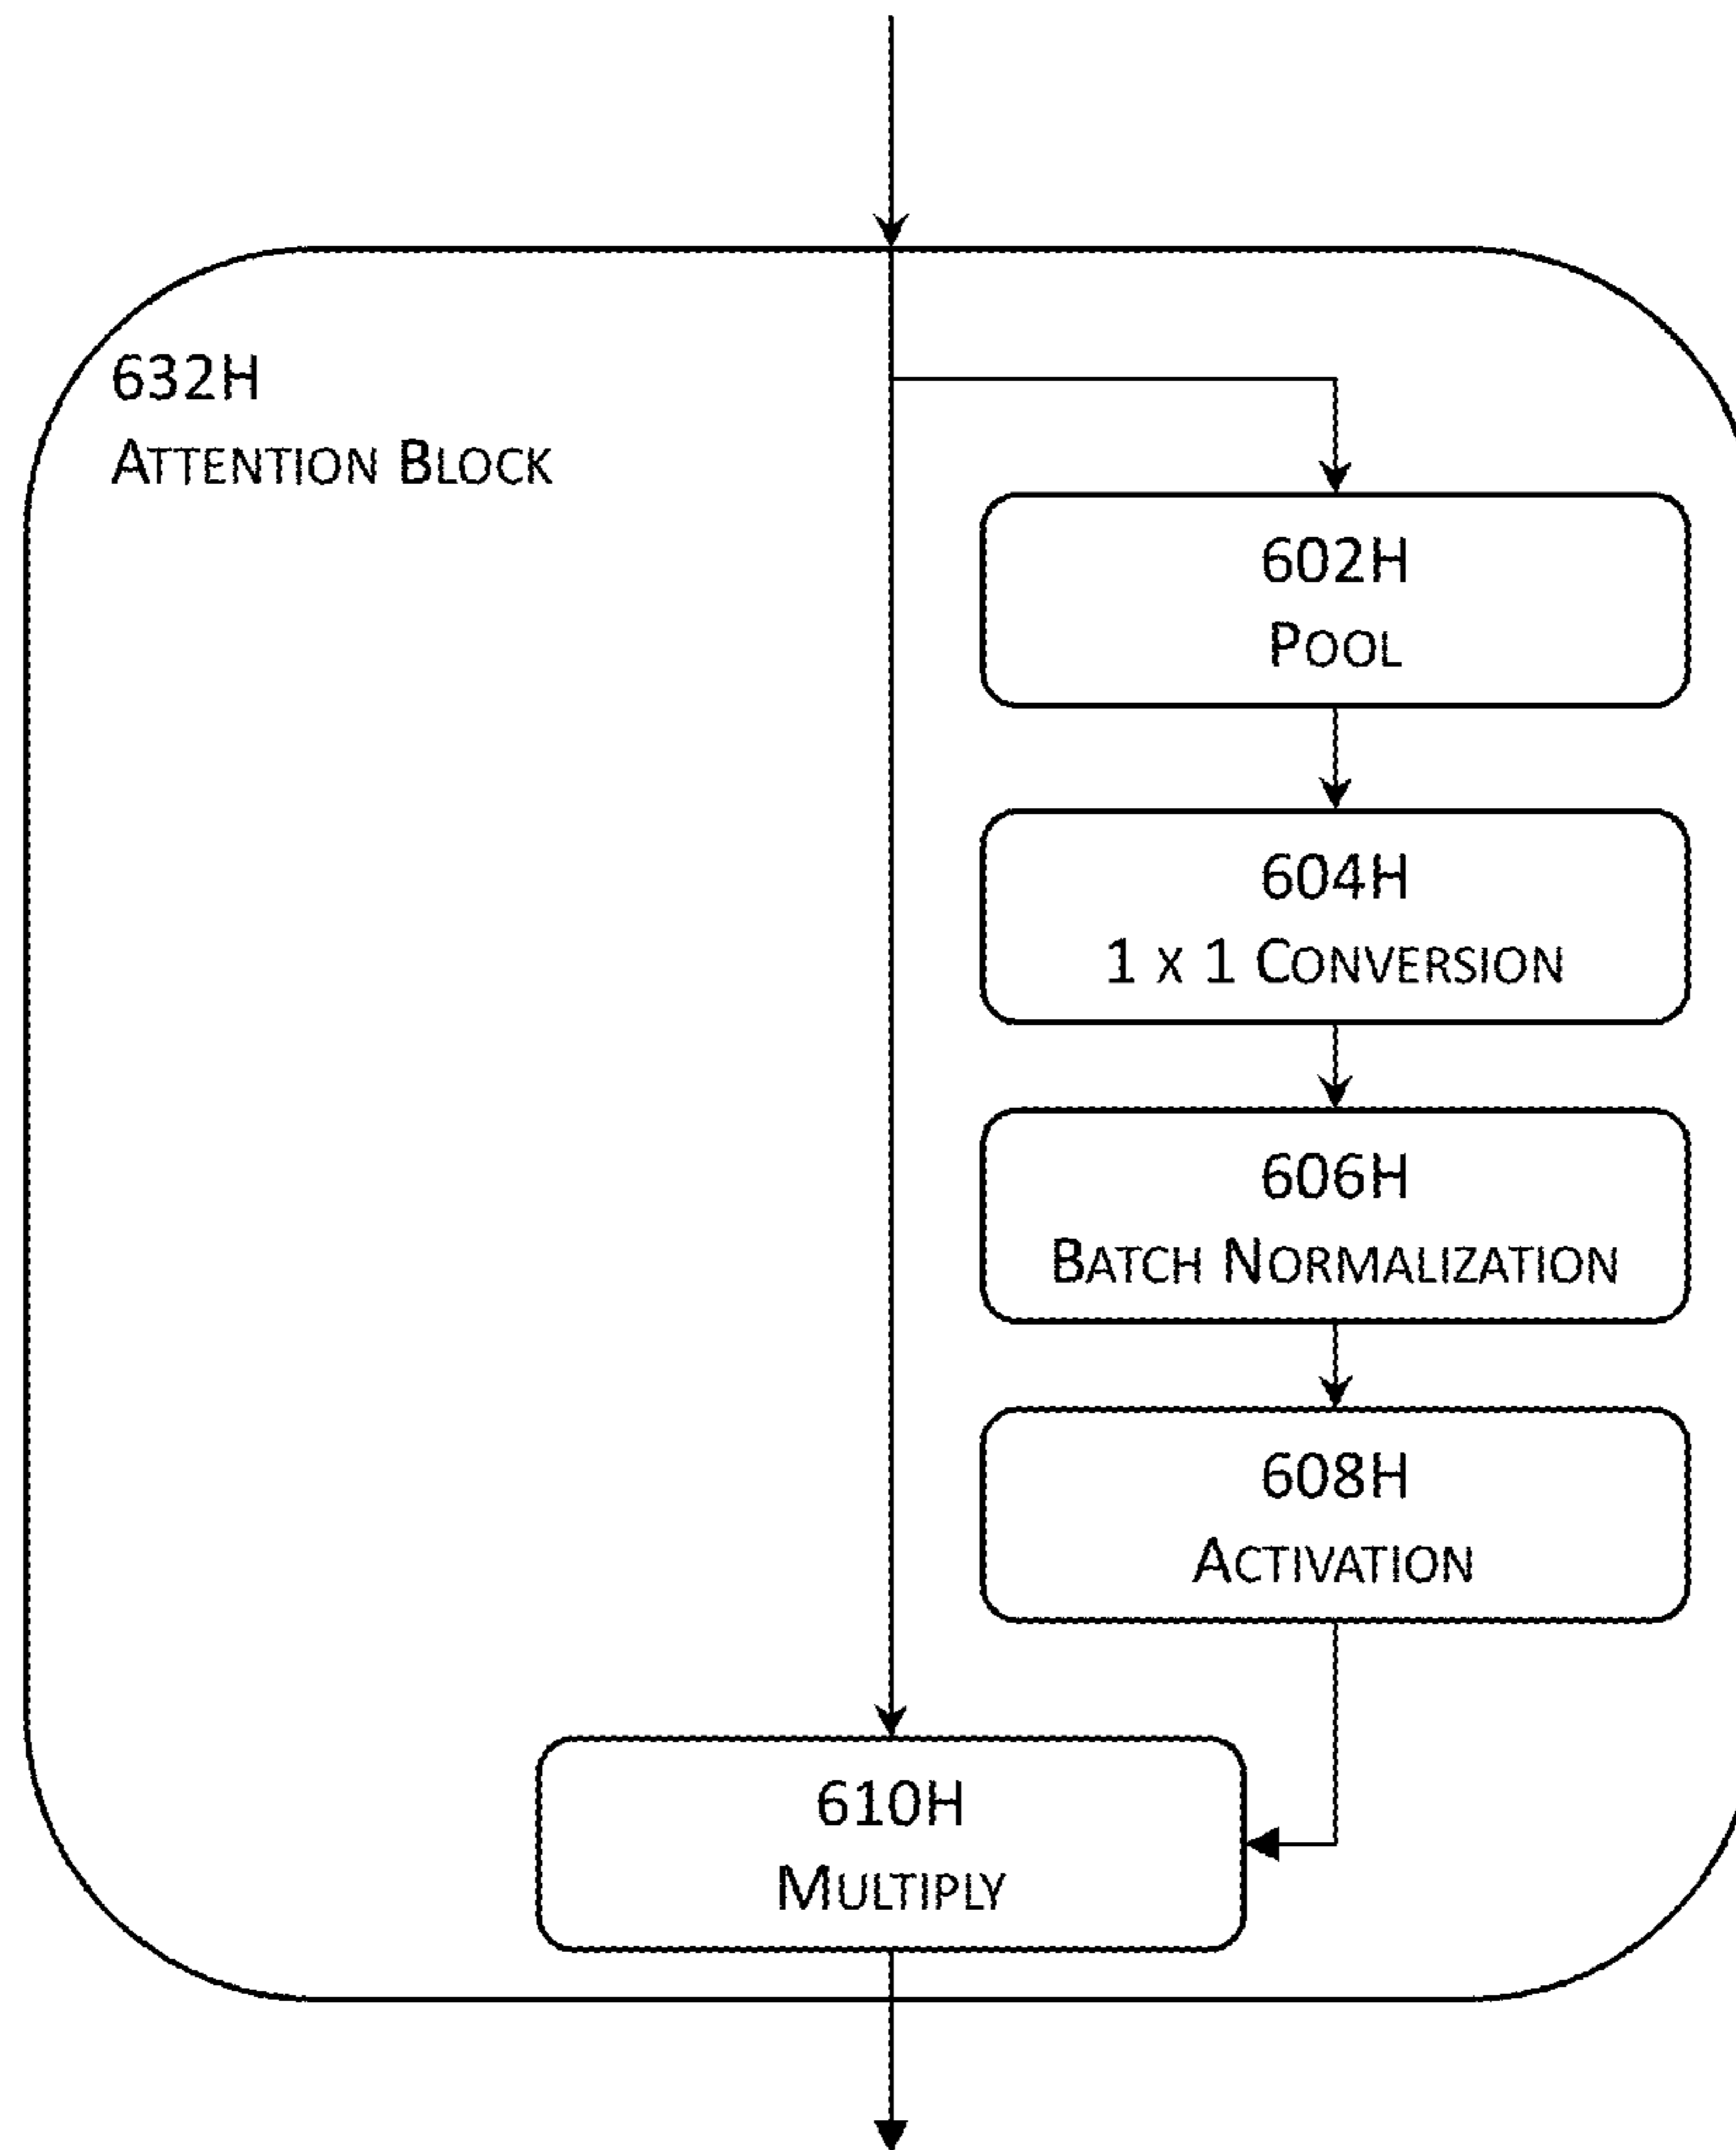 632H
ATTENTION BLOCK
602H
POOL
604H
1 X 1 CONVERSION
606H
BATCH NORMALIZATION
608H
ACTIVATION
610H
MULTIPLY